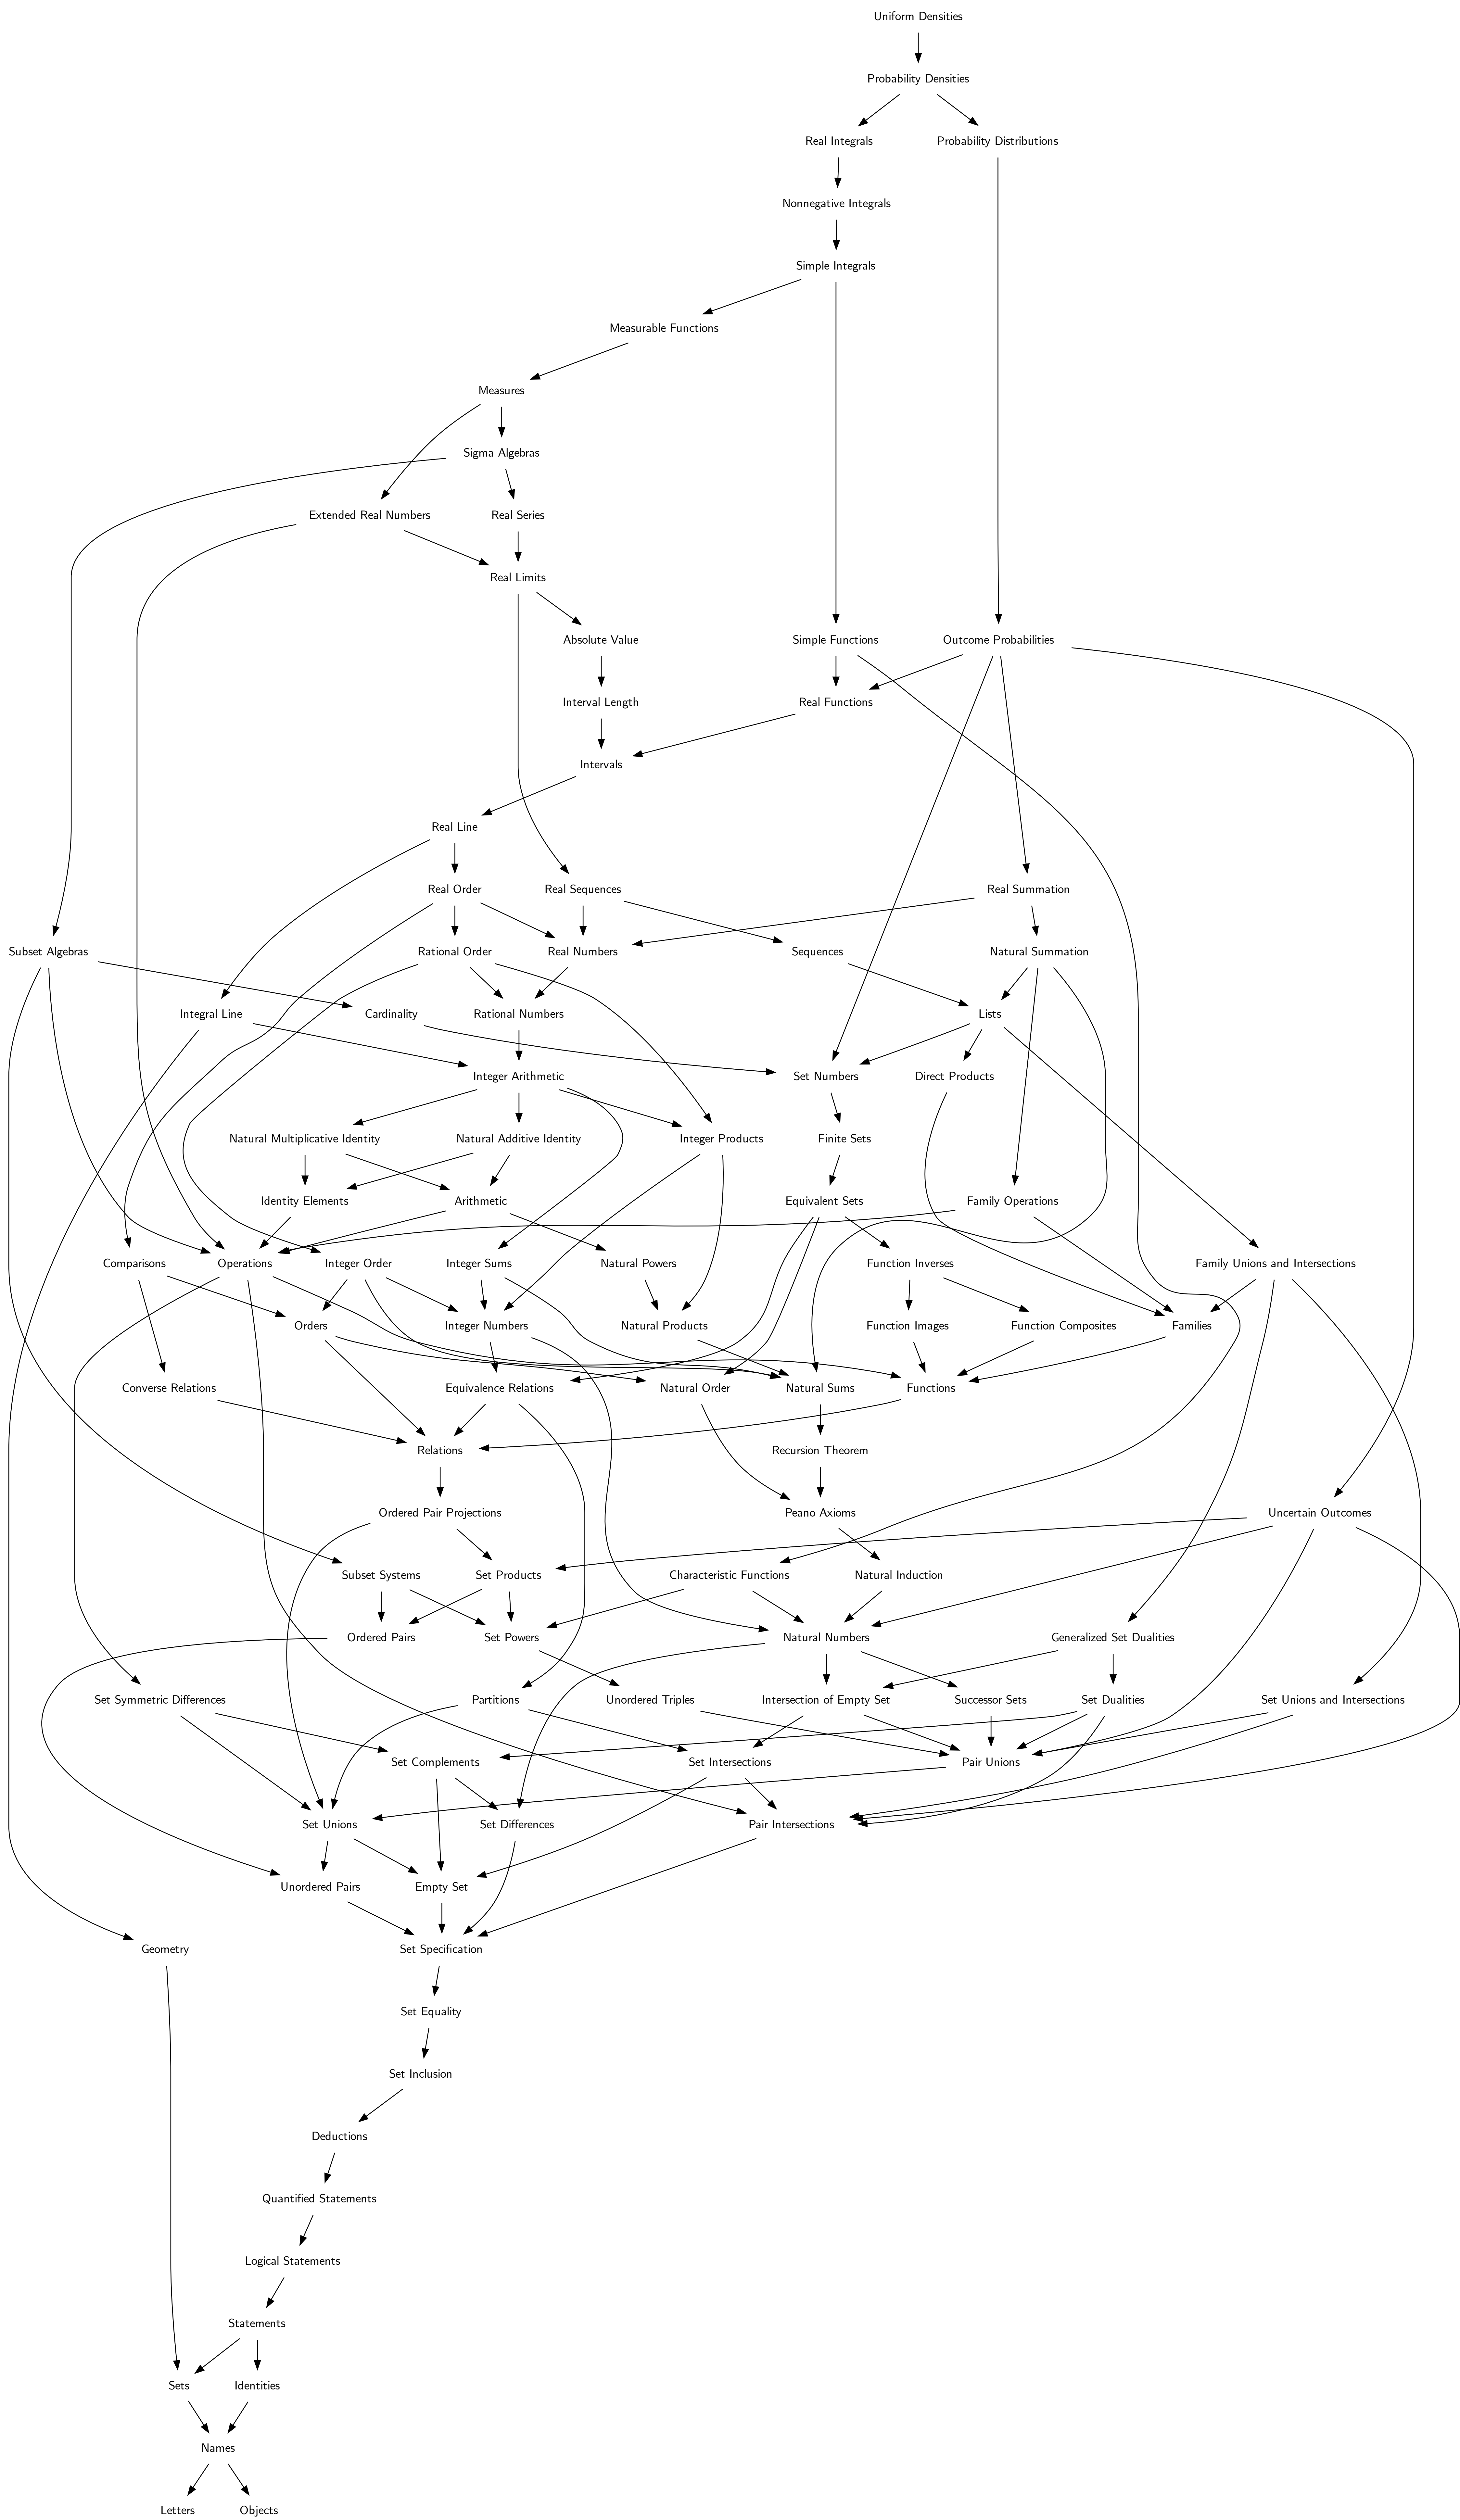 Uniform Densities
Probability Densities
Real Integrals
Probability Distributions
Nonnegative Integrals
Simple Integrals
Measurable Functions
Measures
Sigma Algebras
Extended Real Numbers
Real Series
Real Limits
Absolute Value
Simple Functions
Outcome Probabilities
Interval Length
Real Functions
Intervals
Real Line
Real Order
Real Sequences
Real Summation
Subset Algebras
Rational Order
Real Numbers
Sequences
Natural Summation
Integral Line
Cardinality
Rational Numbers
Lists
Integer Arithmetic
Set Numbers
Direct Products
Natural Multiplicative Identity
Natural Additive Identity
Integer Products
Finite Sets
Identity Elements
Arithmetic
Equivalent Sets
Family Operations
Comparisons
Operations
Integer Order
Integer Sums
Natural Powers
Function Inverses
Family Unions and Intersections
Orders
Integer Numbers
Natural Products
Function Images
Function Composites
Families
Converse Relations
Equivalence Relations
Natural Order
Natural Sums
Functions
Relations
Recursion Theorem
Ordered Pair Projections
Peano Axioms
Uncertain Outcomes
Subset Systems
Set Products
Characteristic Functions
Natural Induction
Ordered Pairs
Set Powers
Natural Numbers
Generalized Set Dualities
Set Symmetric Differences
Partitions
Unordered Triples
Intersection of Empty Set
Successor Sets
Set Dualities
Set Unions and Intersections
Set Complements
Set Intersections
Pair Unions
Set Unions
Set Differences
Pair Intersections
Unordered Pairs
Empty Set
Geometry
Set Specification
Set Equality
Set Inclusion
Deductions
Quantified Statements
Logical Statements
Statements
Sets
Identities
Names
Letters
Objects